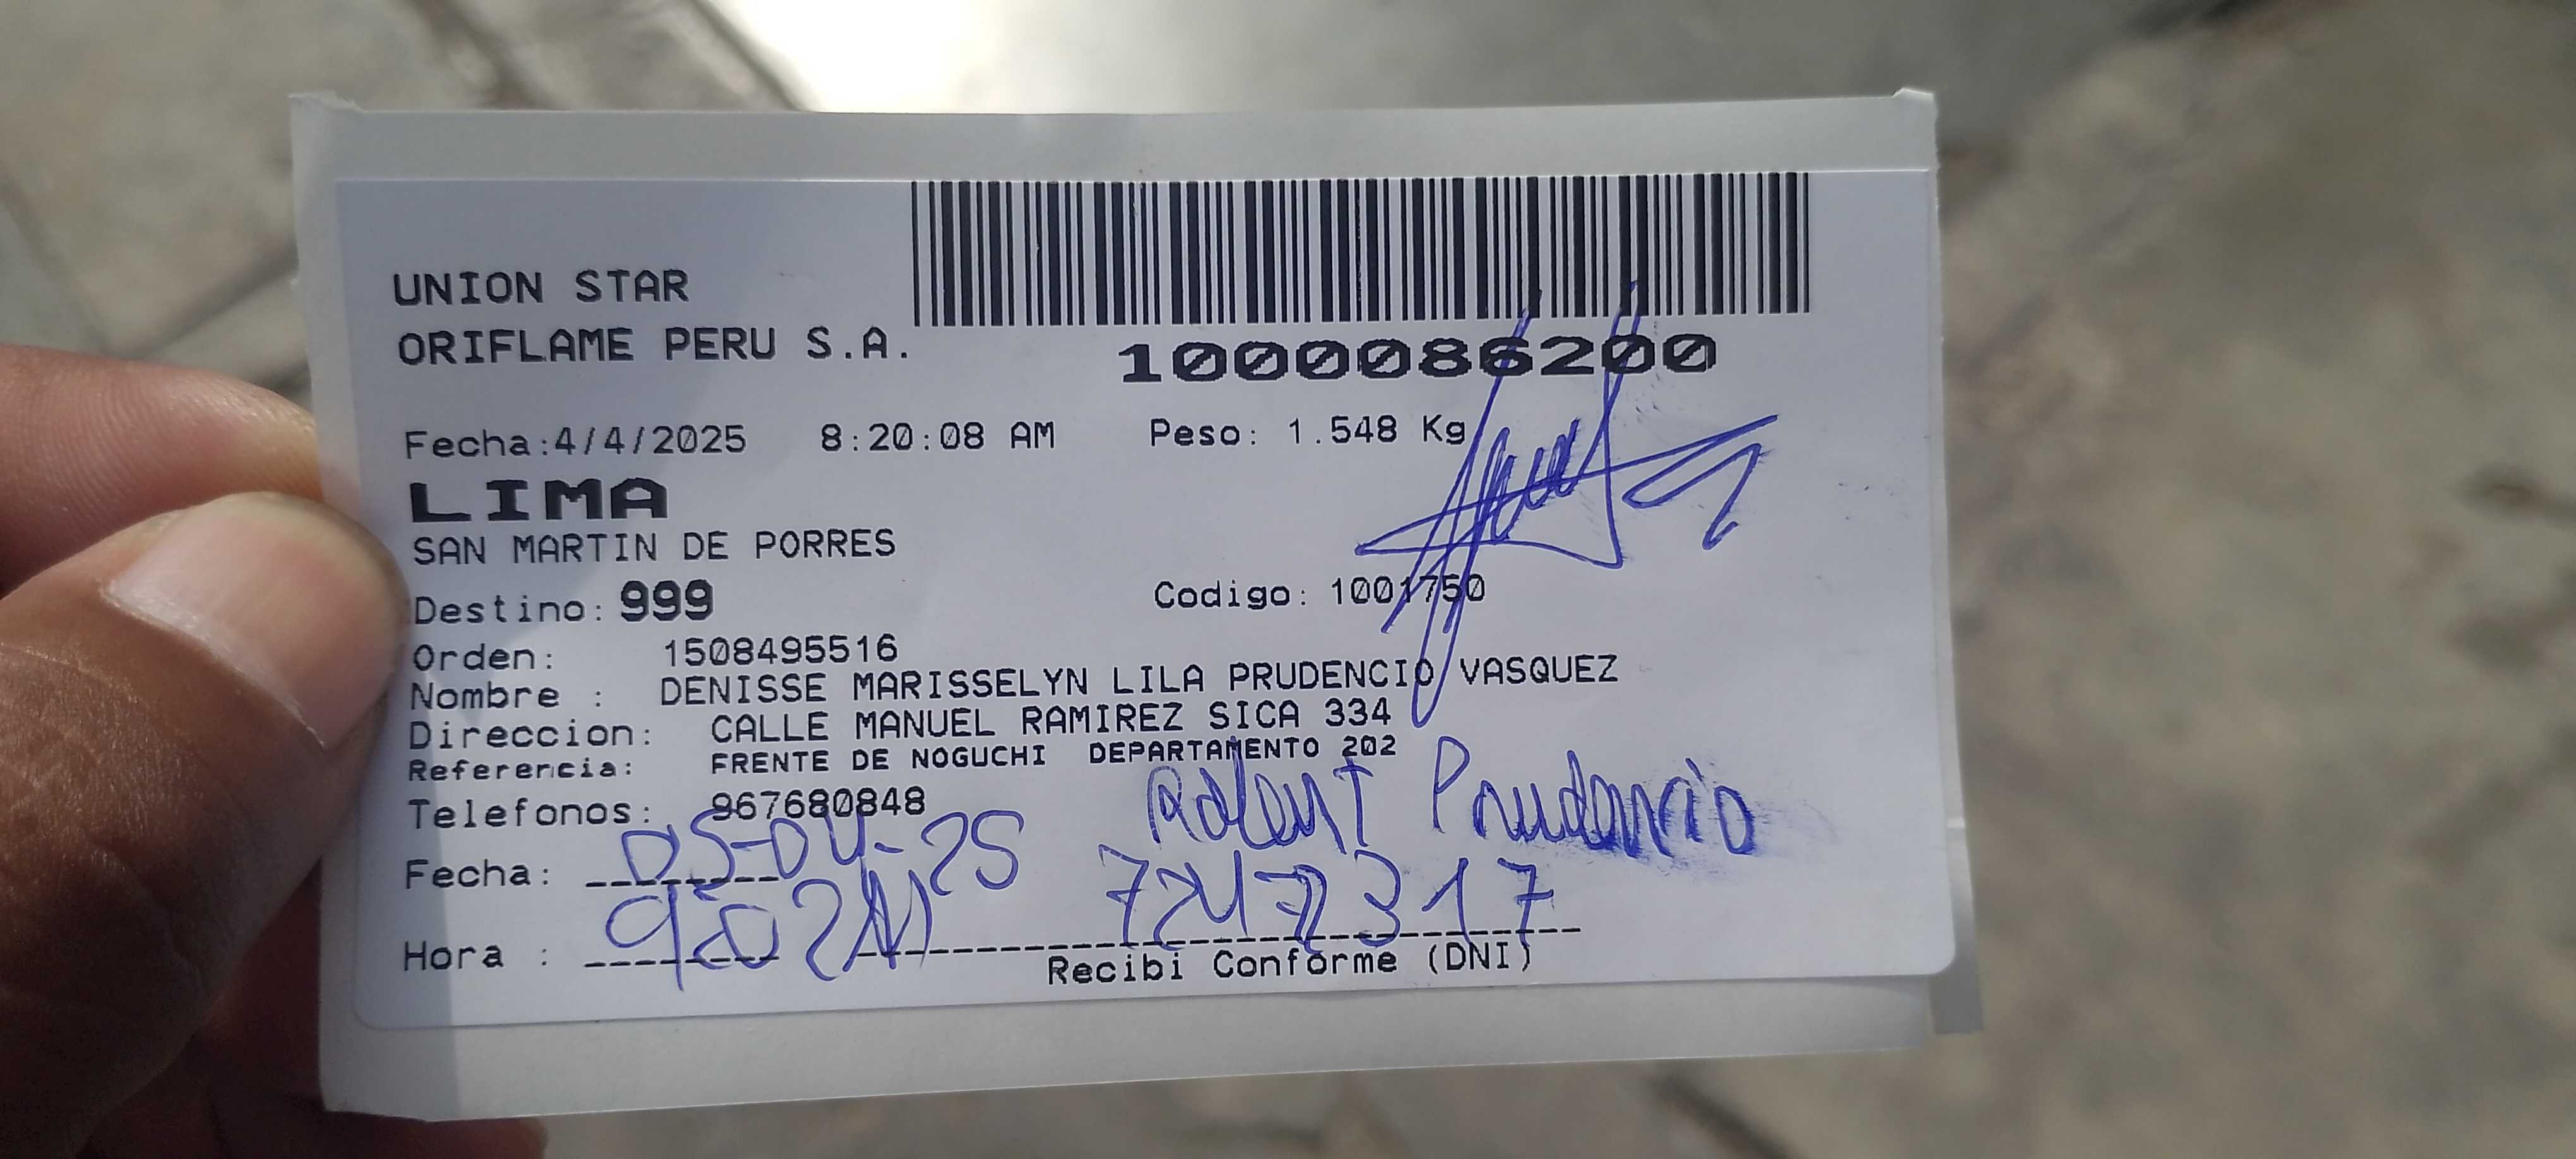 UNION STAR
ORIFLAME PERU S.A.
1000086200
Fecha:4/4/2025 8:20:08 AM Peso: 1.548 Kg
LIMA
SAN MARTIN DE PORRES
Destino: 999 Codigo: 1001750
Orden: 1508495516
Nombre : DENISSE MARISSELYN LILA PRUDENCIO VASQUEZ
Direccion: CALLE MANUEL RAMIREZ SICA 334
Referencia: FRENTE DE NOGUCHI DEPARTAMENTO 202
Telefonos: 967680848
Prudencio
Fecha: 05-04-25
Hora :
Recibi Conforme (DNI)